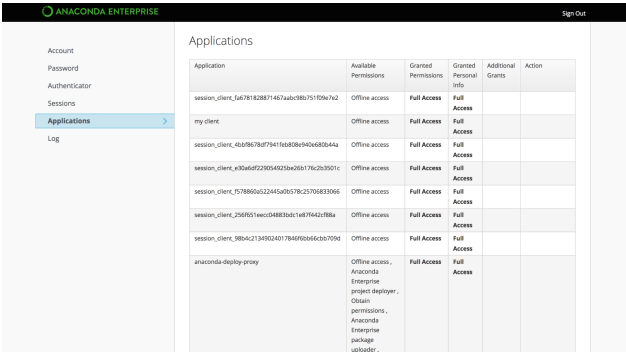 ANACONDA ENTERPRISE
Sign Out
Account
Password
Authenticator
Sessions
Applications
Log
Applications
Application
Available
Permissions
Granted
Permissions
Granted
Personal
Info
Additional
Grants
Action
session_client_fa6781828871467aabc98b751f09e7e2
Offline access
Full Access
Full
Access
my client
Offline access
Full Access
Full
Access
session_client_4bbf8678df7941feb808e940e680b44a
Offline access
Full Access
Full
Access
session_client_e30a6df229054925be26b176c2b3501c
Offline access
Full Access
Full
Access
session_client_f578860a522445a0b578c25706833066
Offline access
Full Access
Full
Access
session_client_256f651eecc04883bdc1e87f442cf88a
Offline access
Full Access
Full
Access
session_client_98b4c21349024017846f6bb66cbb709d
Offline access
Full Access
Full
Access
anaconda-deploy-proxy
Offline access ,
Anaconda
Enterprise
project deployer ,
Obtain
permissions ,
Anaconda
Enterprise
package
uploader ,
Full Access
Full
Access